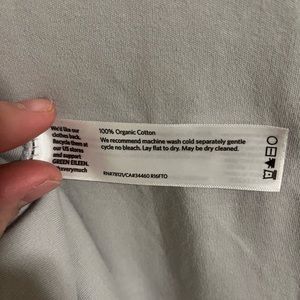 We'd like our
clothes back.
Recycle them at
our US stores
and support
GREEN EILEEN.
everymuch
100% Organic Cotton
We recommend machine wash cold separately gentle
cycle no bleach. Lay flat to dry. May be dry cleaned.
RN#78121/CA#34460 R16FTO